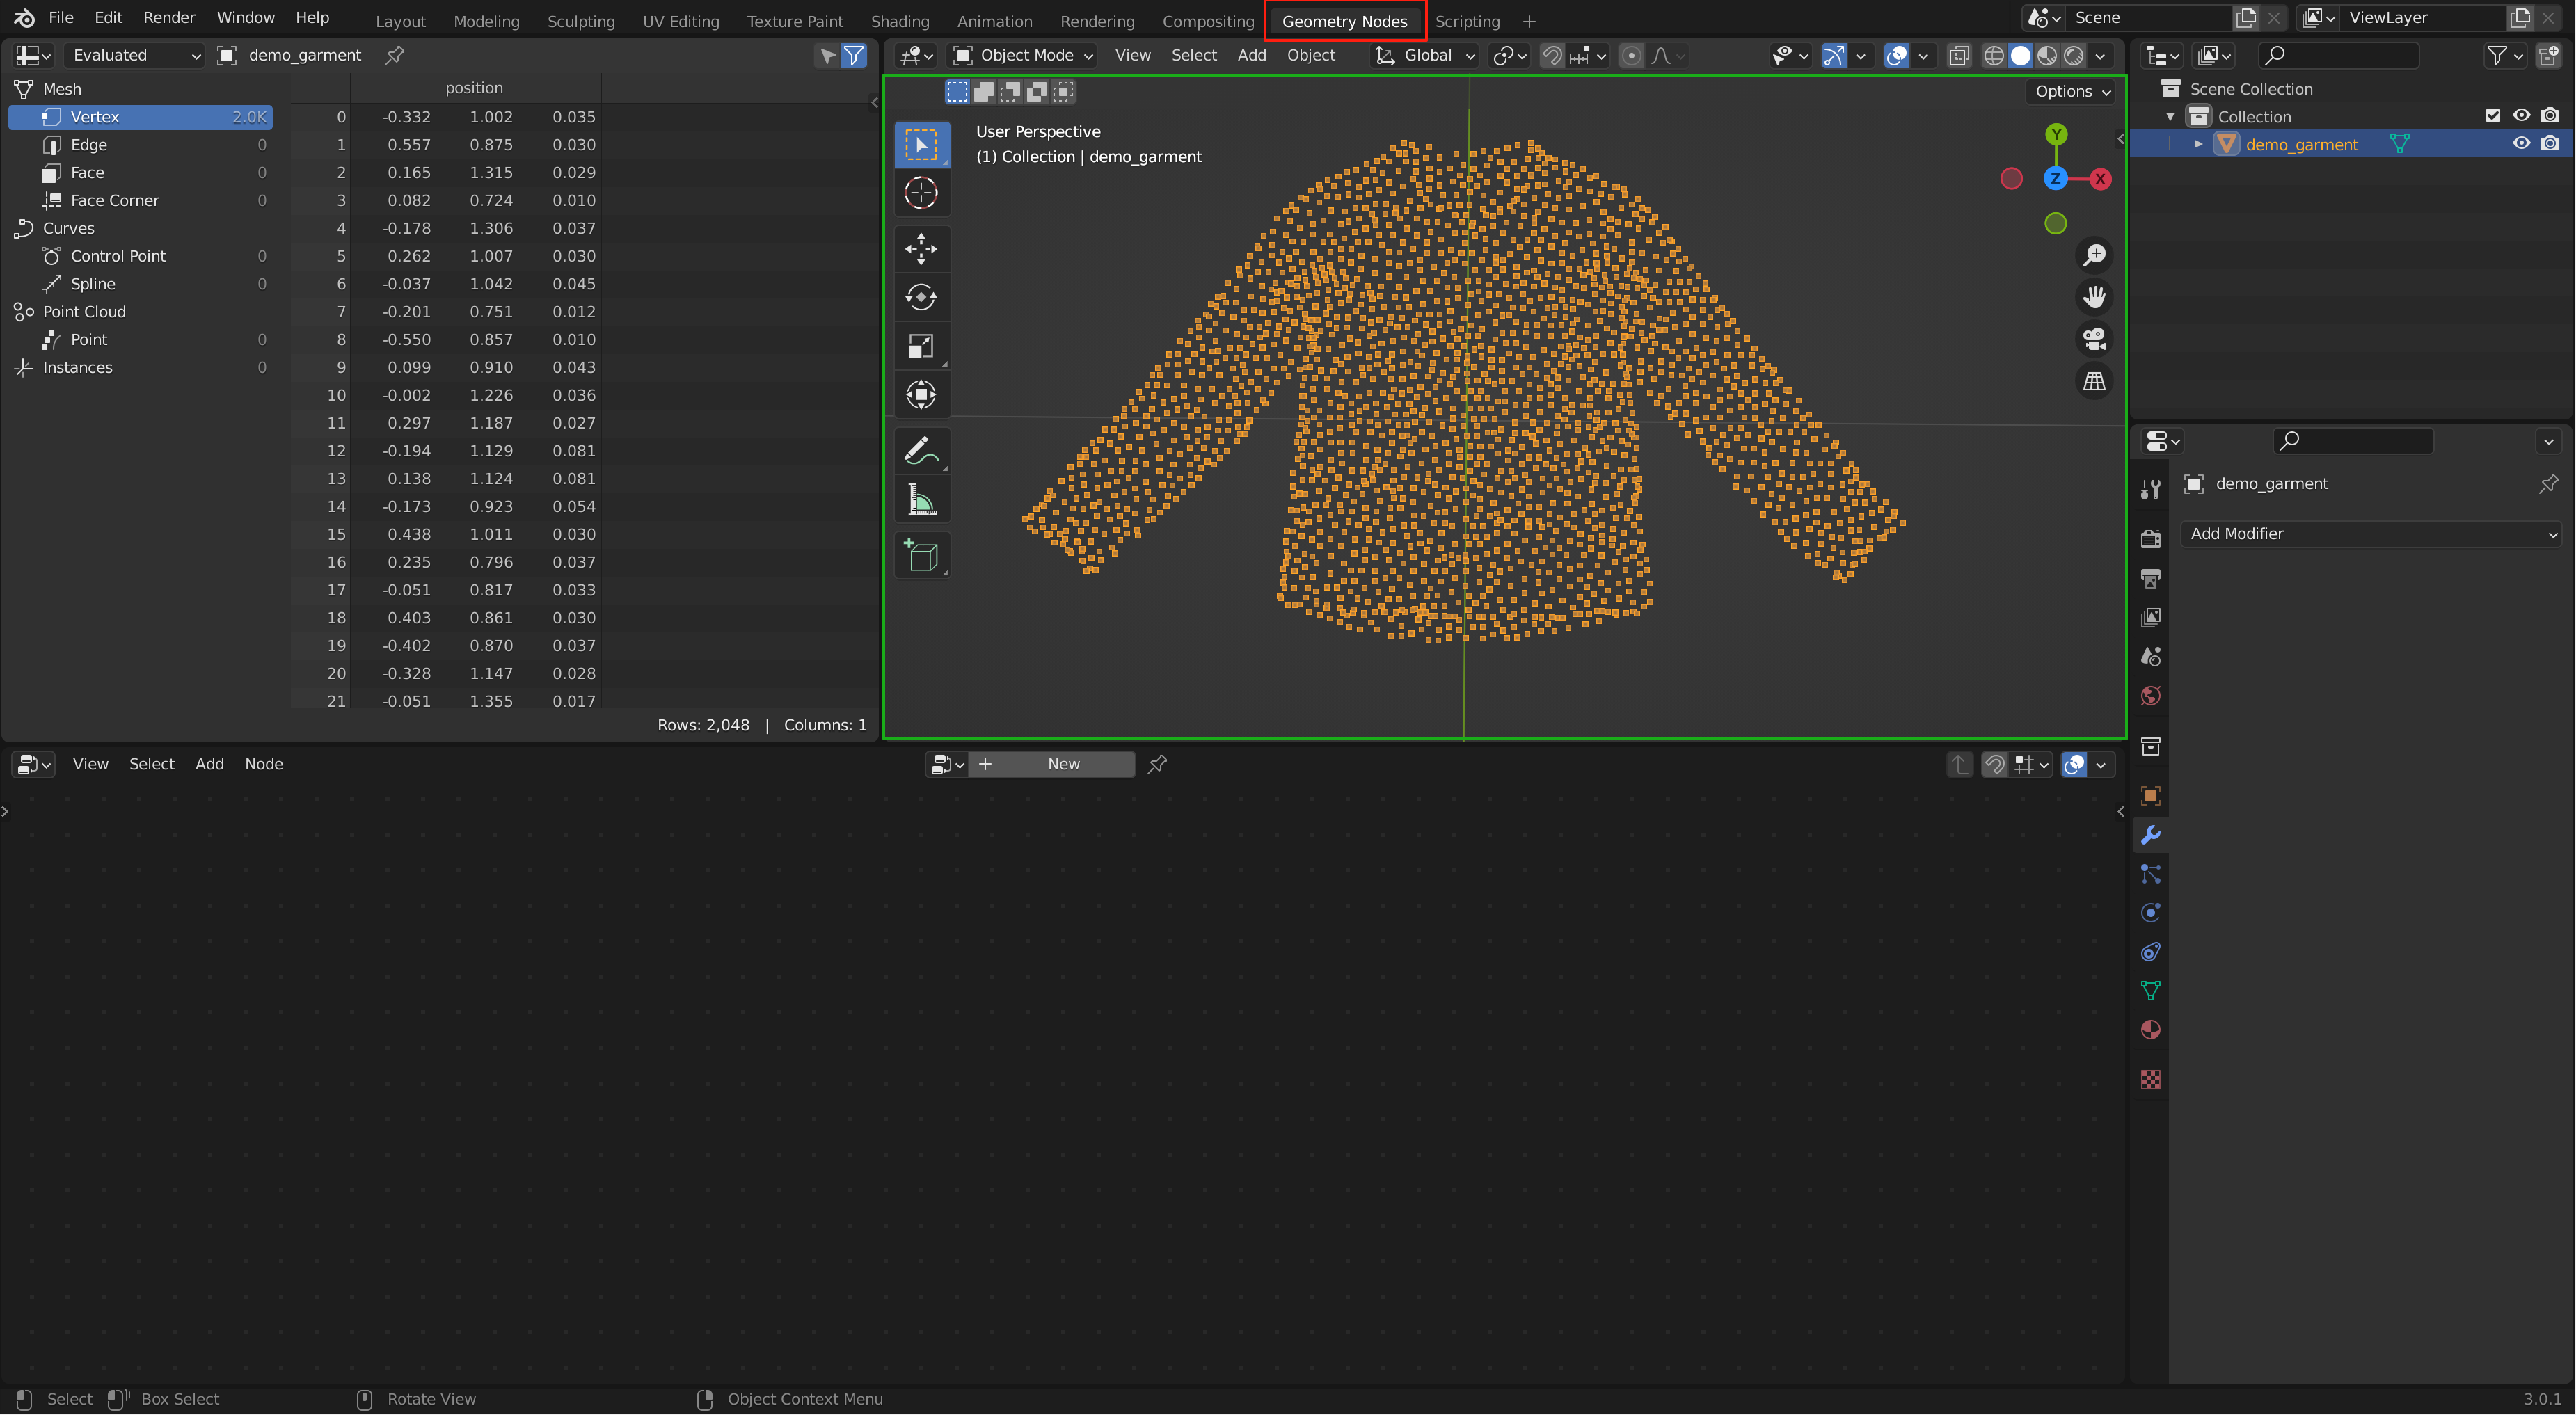 File Edit Render Window Help Layout Modeling Sculpting UV Editing Texture Paint Shading Animation Rendering Compositing Geometry Nodes Scripting + Scene ViewLayer
Evaluated demo_garment
Object Mode View Select Add Object Global
Mesh
Vertex 2.0K
Edge 0
Face 0
Face Corner 0
Curves
Control Point 0
Spline 0
Point Cloud
Point 0
Instances 0
position
0 -0.332 1.002 0.035
1 0.557 0.875 0.030
2 0.165 1.315 0.029
3 0.082 0.724 0.010
4 -0.178 1.306 0.037
5 0.262 1.007 0.030
6 -0.037 1.042 0.045
7 -0.201 0.751 0.012
8 -0.550 0.857 0.010
9 0.099 0.910 0.043
10 -0.002 1.226 0.036
11 0.297 1.187 0.027
12 -0.194 1.129 0.081
13 0.138 1.124 0.081
14 -0.173 0.923 0.054
15 0.438 1.011 0.030
16 0.235 0.796 0.037
17 -0.051 0.817 0.033
18 0.403 0.861 0.030
19 -0.402 0.870 0.037
20 -0.328 1.147 0.028
21 -0.051 1.355 0.017
Rows: 2,048 | Columns: 1
Options
User Perspective
(1) Collection | demo_garment
Y
Z X
Scene Collection
Collection
demo_garment
demo_garment
Add Modifier
View Select Add Node + New
Select Box Select Rotate View Object Context Menu 3.0.1